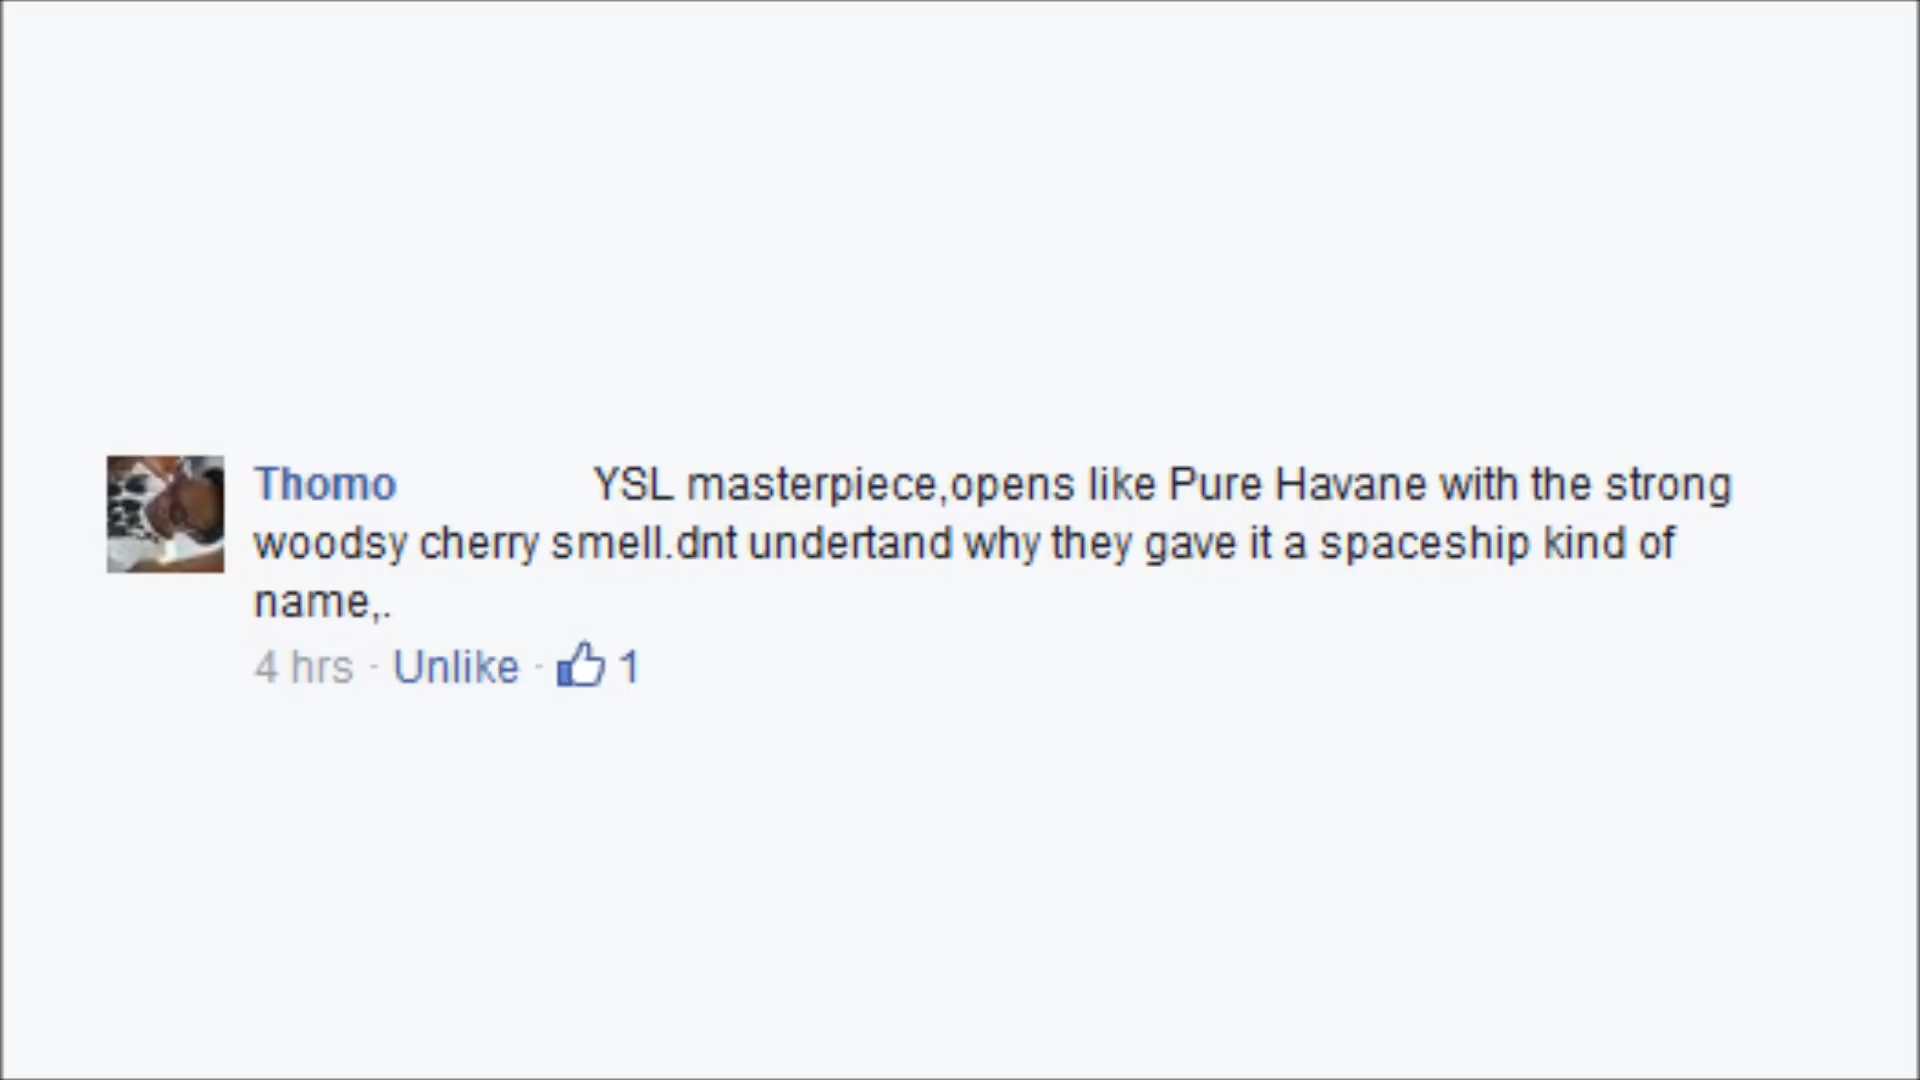 Thomo YSL masterpiece,opens like Pure Havane with the strong
woodsy cherry smell.dnt undertand why they gave it a spaceship kind of
name,.
4 hrs · Unlike · 1